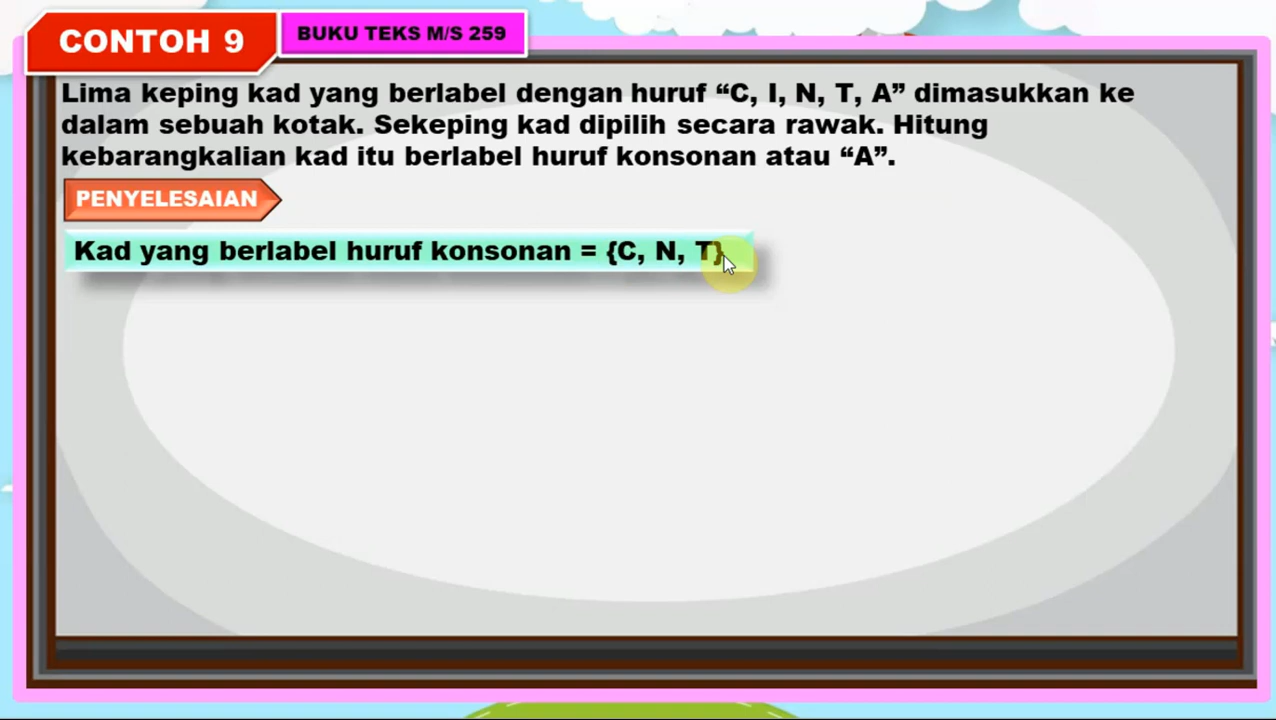 CONTOH 9
BUKU TEKS M/S 259
Lima keping kad yang berlabel dengan huruf “C, I, N, T, A” dimasukkan ke
dalam sebuah kotak. Sekeping kad dipilih secara rawak. Hitung
kebarangkalian kad itu berlabel huruf konsonan atau “A”.
PENYELESAIAN
Kad yang berlabel huruf konsonan = {C, N, T}